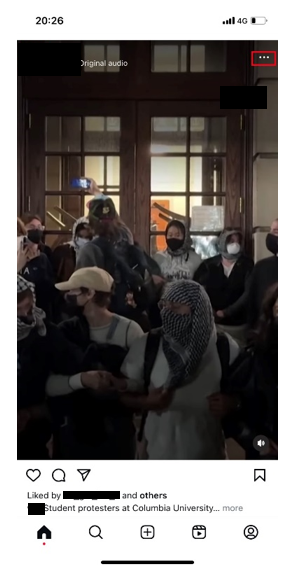 20:26
4G
Original audio
Liked by and others
Student protesters at Columbia University... more